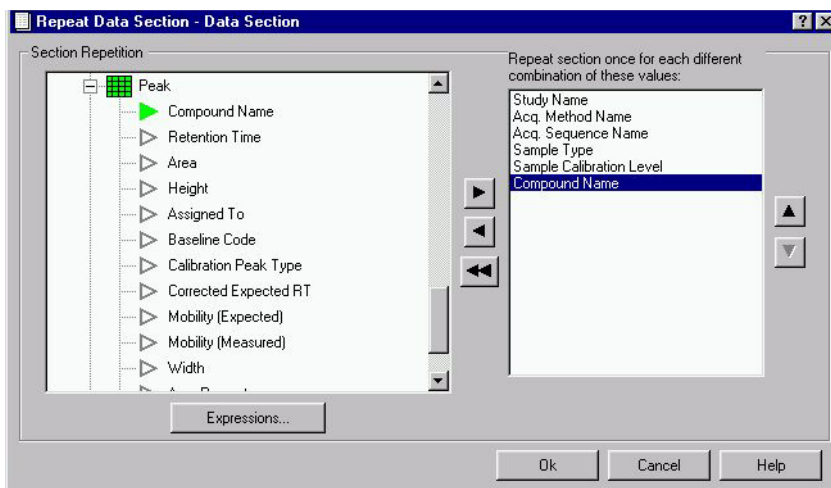 Repeat Data Section - Data Section
Section Repetition
Peak
Compound Name
Retention Time
Area
Height
Assigned To
Baseline Code
Calibration Peak Type
Corrected Expected RT
Mobility (Expected)
Mobility (Measured)
Width
Expressions...
Repeat section once for each different
combination of these values:
Study Name
Acq. Method Name
Acq. Sequence Name
Sample Type
Sample Calibration Level
Compound Name
Ok
Cancel
Help